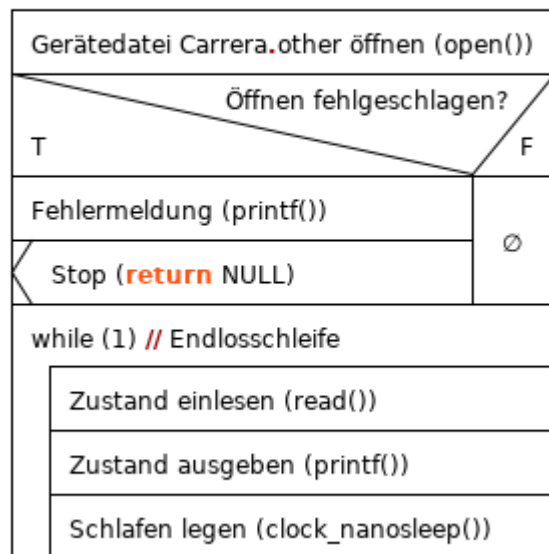 Gerätedatei Carrera.other öffnen (open())
Öffnen fehlgeschlagen?
T
F
Fehlermeldung (printf())
∅
Stop (return NULL)
while (1) // Endlosschleife
Zustand einlesen (read())
Zustand ausgeben (printf())
Schlafen legen (clock_nanosleep())